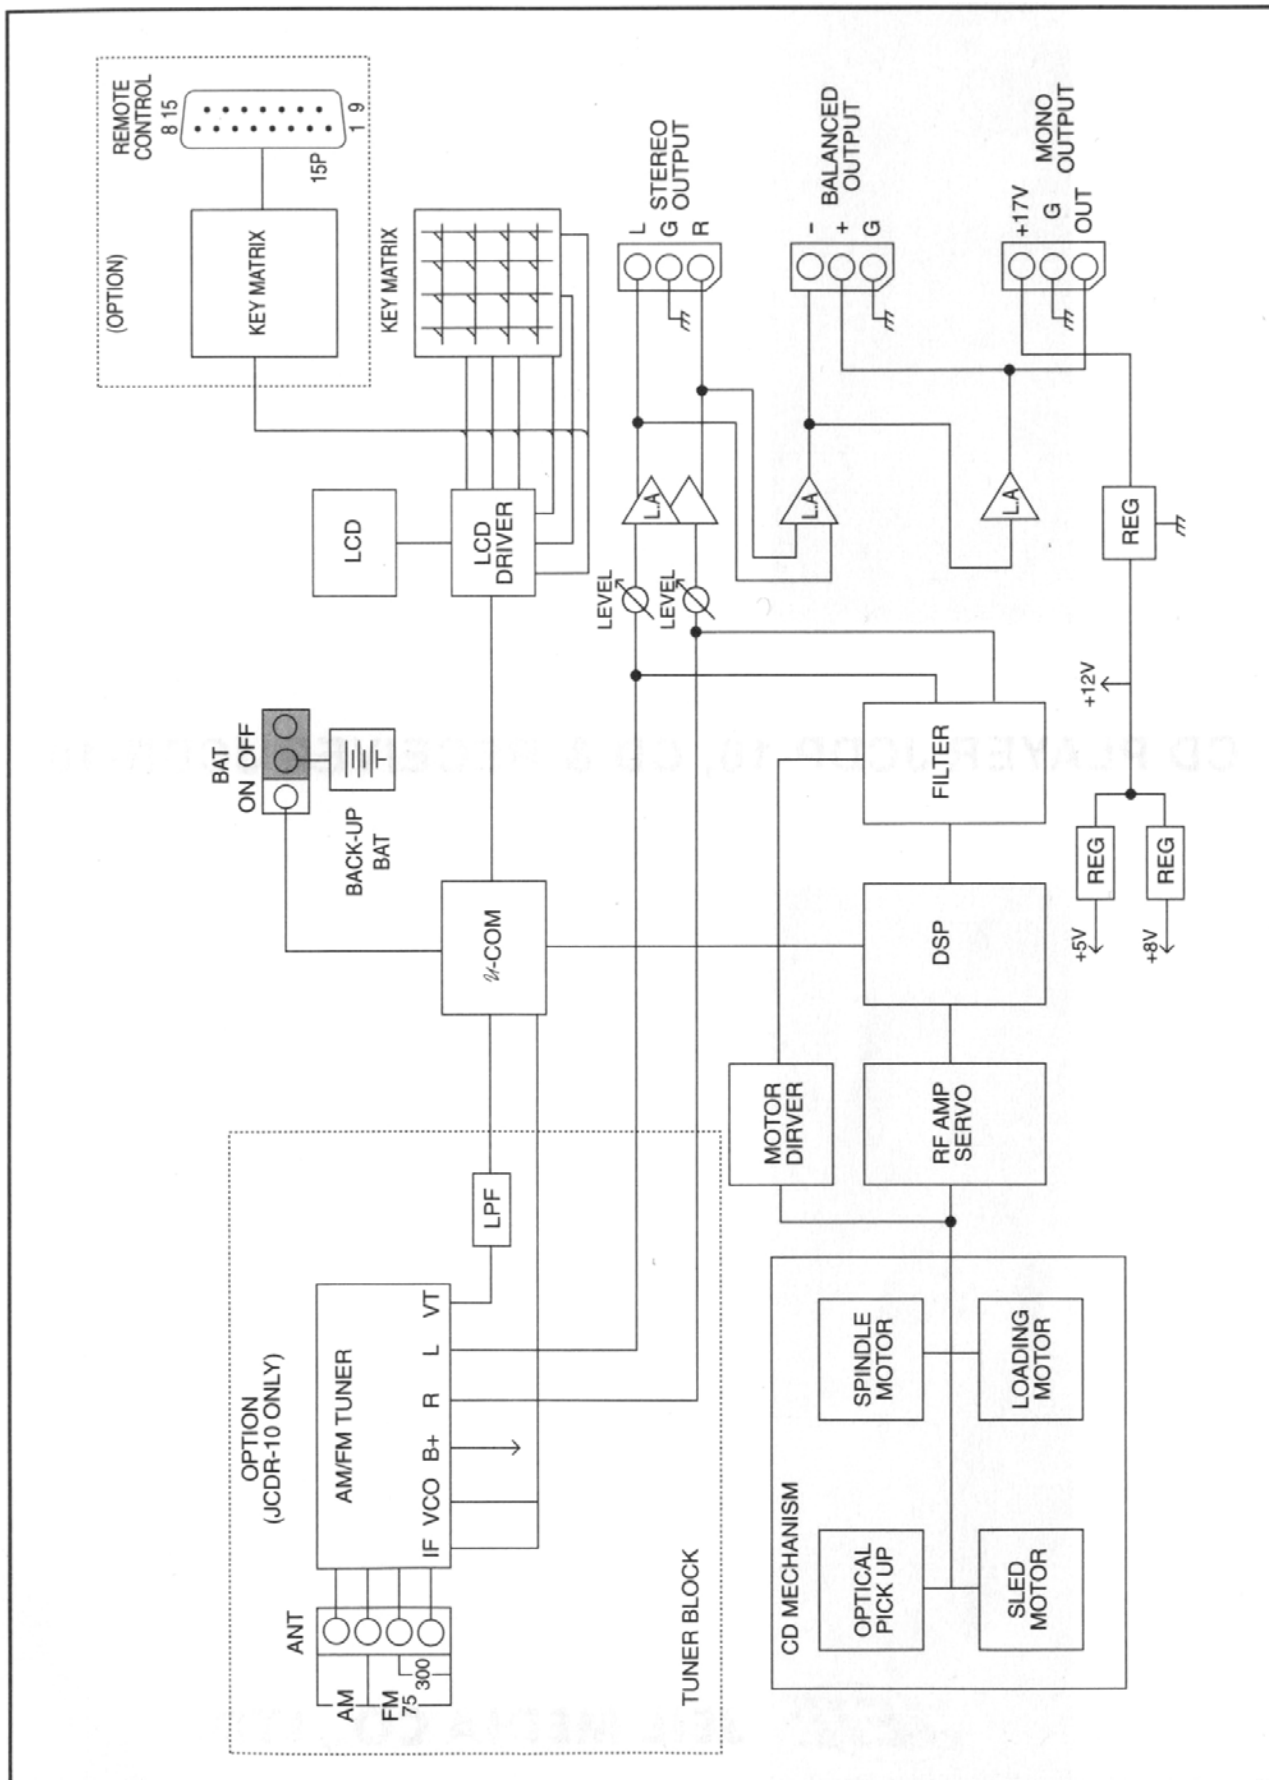 REMOTE
CONTROL
8 15
1 9
15P
(OPTION)
KEY MATRIX
KEY MATRIX
LCD
LCD
DRIVER
BAT
ON OFF
BACK-UP
BAT
-COM
L
G
R
STEREO
OUTPUT
-
+
G
BALANCED
OUTPUT
+17V
G
OUT
MONO
OUTPUT
L.A
L.A
L.A
LEVEL
LEVEL
REG
+12V
REG
REG
+5V
+8V
FILTER
DSP
MOTOR
DIRVER
RF AMP
SERVO
OPTION
(JCDR-10 ONLY)
AM/FM TUNER
IF VCO B+ R L VT
LPF
ANT
AM
FM
75
300
TUNER BLOCK
CD MECHANISM
SPINDLE
MOTOR
LOADING
MOTOR
OPTICAL
PICK UP
SLED
MOTOR